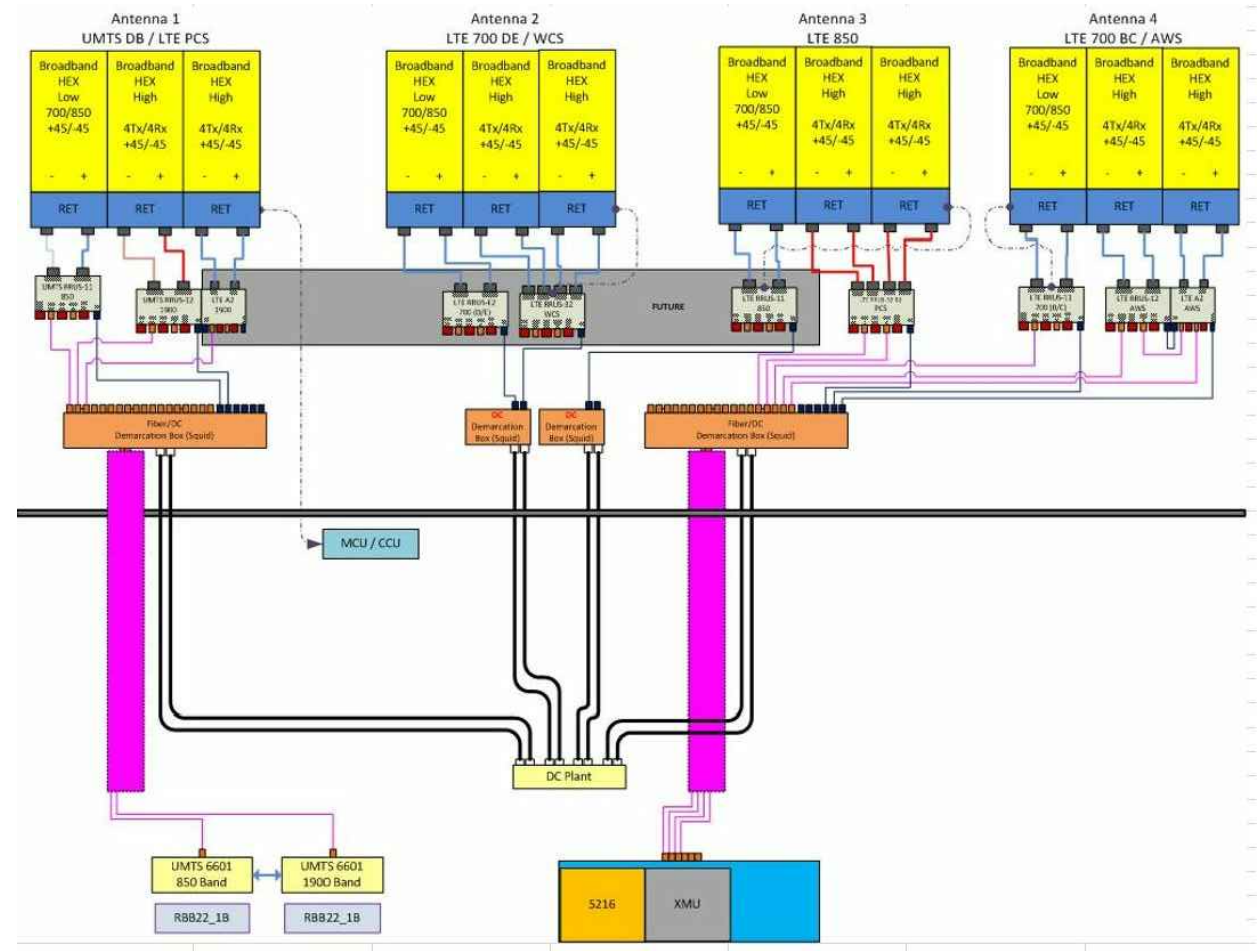 Antenna 1
UMTS DB / LTE PCS
Antenna 2
LTE 700 DE / WCS
Antenna 3
LTE 850
Antenna 4
LTE 700 BC / AWS
Broadband
HEX
Low
700/850
+45/-45
- +
Broadband
HEX
High
4Tx/4Rx
+45/-45
- +
Broadband
HEX
High
4Tx/4Rx
+45/-45
- +
Broadband
HEX
Low
700/850
+45/-45
- +
Broadband
HEX
High
4Tx/4Rx
+45/-45
- +
Broadband
HEX
High
4Tx/4Rx
+45/-45
- +
Broadband
HEX
Low
700/850
+45/-45
- +
Broadband
HEX
High
4Tx/4Rx
+45/-45
- +
Broadband
HEX
High
4Tx/4Rx
+45/-45
- +
Broadband
HEX
Low
700/850
+45/-45
- +
Broadband
HEX
High
4Tx/4Rx
+45/-45
- +
Broadband
HEX
High
4Tx/4Rx
+45/-45
- +
RET
RET
RET
RET
RET
RET
RET
RET
RET
RET
RET
RET
UMTS RRUS-11
850
UMTS RRUS-12
1900
LTE A2
1900
LTE RRUS-12
700 (D/E)
LTE RRUS-32
WCS
FUTURE
LTE RRUS-11
850
PCS
LTE RRUS-11
700 (B/C)
LTE RRUS-12
AWS
LTE A2
AWS
Fiber/DC
Demarcation Box (Squid)
DC
Demarcation
Box (Squid)
DC
Demarcation
Box (Squid)
Fiber/DC
Demarcation Box (Squid)
MCU / CCU
DC Plant
UMTS 6601
850 Band
UMTS 6601
1900 Band
RBB22_1B
RBB22_1B
5216
XMU